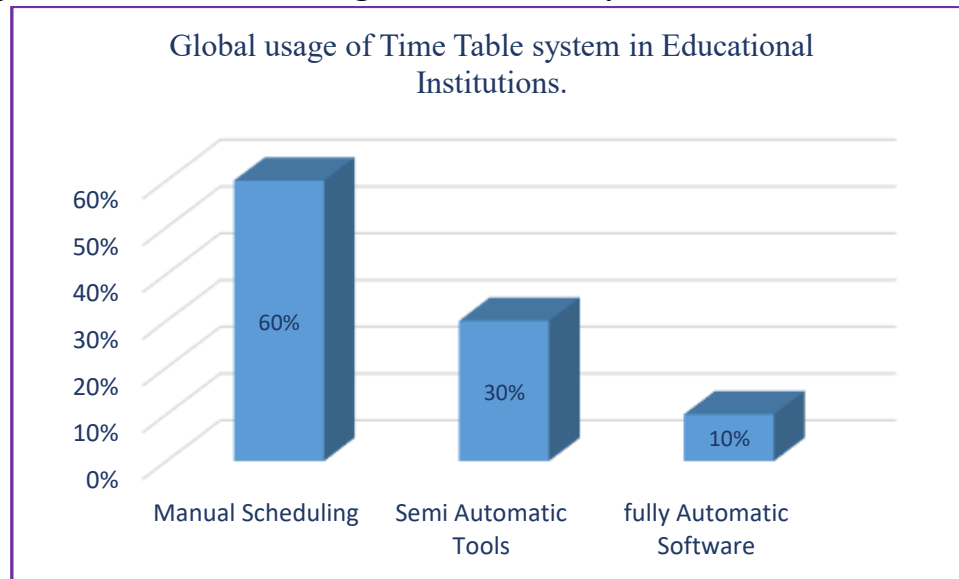 Global usage of Time Table system in Educational
Institutions.
60%
50%
40%
30%
20%
10%
0%
60%
30%
10%
Manual Scheduling
Semi Automatic
Tools
fully Automatic
Software